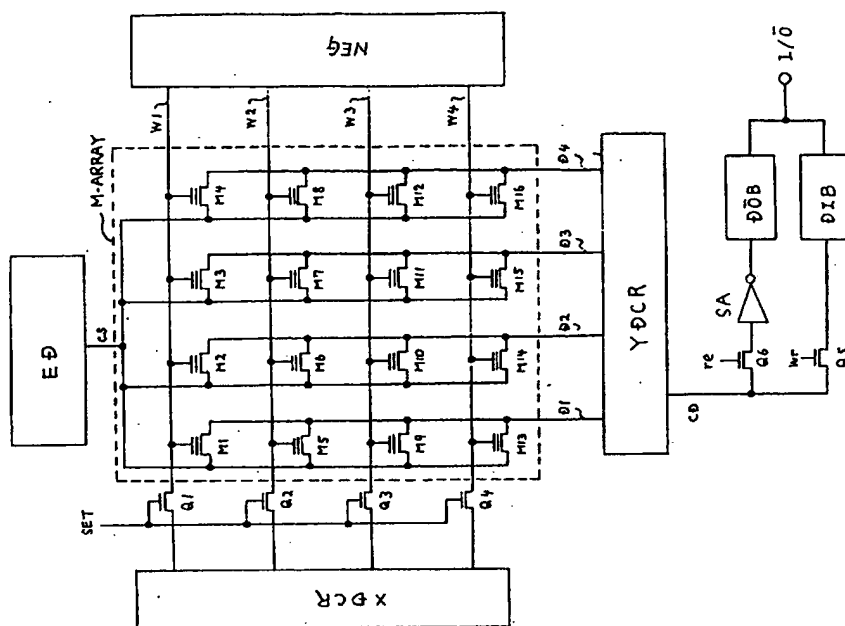 NEG
W1
W2
W3
W4
M-ARRAY
ED
CS
M4
M8
M12
M16
D4
M3
M7
M11
M15
D3
M2
M6
M10
M14
D2
M1
M5
M9
M13
D1
SET
Q1
Q2
Q3
Q4
XDCR
YDCR
CD
re
Q6
SA
DOB
wr
Q5
DIB
I/O